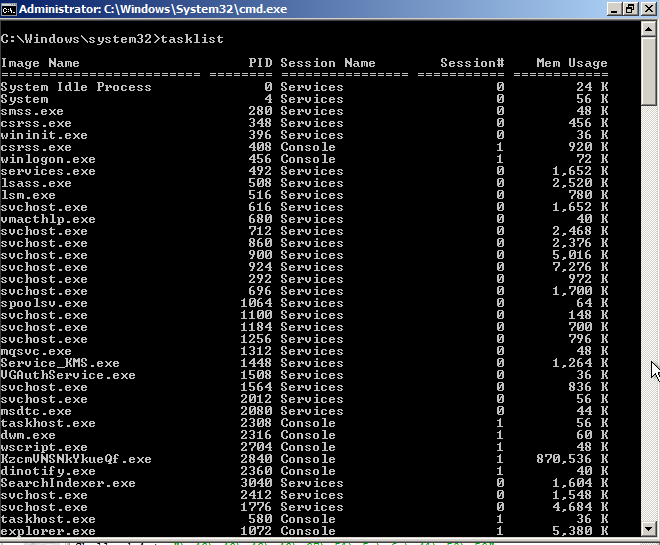 Administrator: C:\Windows\System32\cmd.exe
C:\Windows\system32>tasklist
Image Name PID Session Name Session# Mem Usage
========================= ======== ================ =========== ============
System Idle Process 0 Services 0 24 K
System 4 Services 0 56 K
smss.exe 280 Services 0 48 K
csrss.exe 348 Services 0 456 K
wininit.exe 396 Services 0 36 K
csrss.exe 408 Console 1 920 K
winlogon.exe 456 Console 1 72 K
services.exe 492 Services 0 1,652 K
lsass.exe 508 Services 0 2,520 K
lsm.exe 516 Services 0 780 K
svchost.exe 616 Services 0 1,652 K
vmacthlp.exe 680 Services 0 40 K
svchost.exe 712 Services 0 2,468 K
svchost.exe 860 Services 0 2,376 K
svchost.exe 900 Services 0 5,016 K
svchost.exe 924 Services 0 7,276 K
svchost.exe 292 Services 0 972 K
svchost.exe 696 Services 0 1,700 K
spoolsv.exe 1064 Services 0 64 K
svchost.exe 1100 Services 0 148 K
svchost.exe 1184 Services 0 700 K
svchost.exe 1256 Services 0 796 K
mqsvc.exe 1312 Services 0 48 K
Service_KMS.exe 1448 Services 0 1,264 K
VGAuthService.exe 1508 Services 0 36 K
svchost.exe 1564 Services 0 836 K
svchost.exe 2012 Services 0 56 K
msdtc.exe 2080 Services 0 44 K
taskhost.exe 2308 Console 1 56 K
dwm.exe 2316 Console 1 60 K
wscript.exe 2704 Console 1 48 K
KzcmVNSNkYkueQf.exe 2840 Console 1 870,536 K
dinotify.exe 2360 Console 1 40 K
SearchIndexer.exe 3040 Services 0 1,604 K
svchost.exe 2412 Services 0 1,548 K
svchost.exe 1776 Services 0 4,684 K
taskhost.exe 580 Console 1 36 K
explorer.exe 1072 Console 1 5,380 K